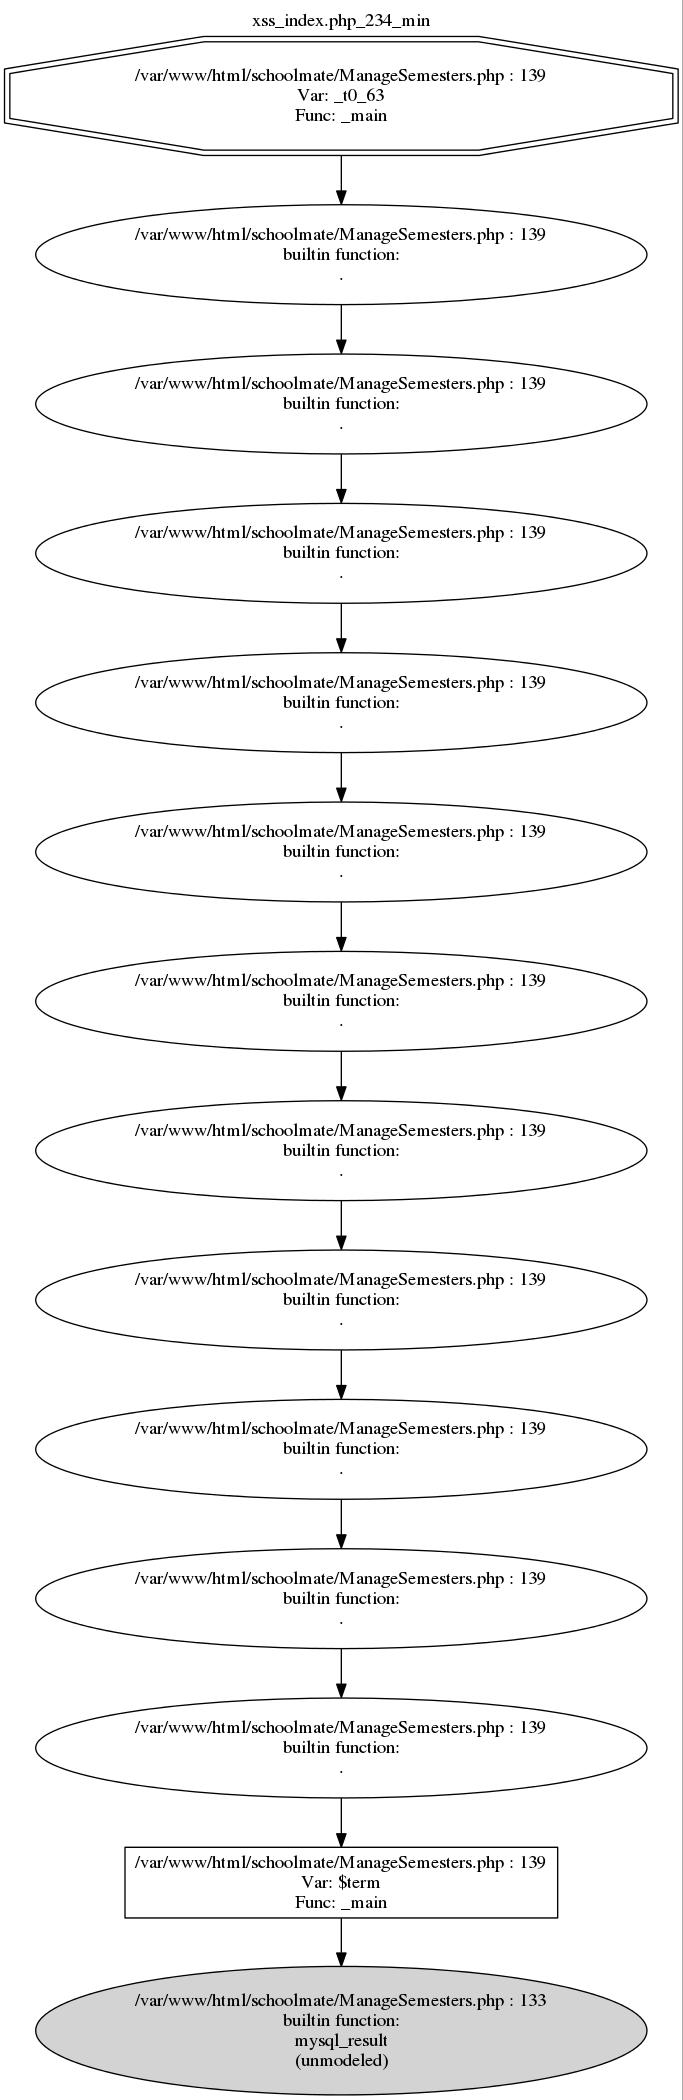 xss_index.php_234_min
/var/www/html/schoolmate/ManageSemesters.php : 139
Var: _t0_63
Func: _main
/var/www/html/schoolmate/ManageSemesters.php : 139
builtin function:
.
/var/www/html/schoolmate/ManageSemesters.php : 139
builtin function:
.
/var/www/html/schoolmate/ManageSemesters.php : 139
builtin function:
.
/var/www/html/schoolmate/ManageSemesters.php : 139
builtin function:
.
/var/www/html/schoolmate/ManageSemesters.php : 139
builtin function:
.
/var/www/html/schoolmate/ManageSemesters.php : 139
builtin function:
.
/var/www/html/schoolmate/ManageSemesters.php : 139
builtin function:
.
/var/www/html/schoolmate/ManageSemesters.php : 139
builtin function:
.
/var/www/html/schoolmate/ManageSemesters.php : 139
builtin function:
.
/var/www/html/schoolmate/ManageSemesters.php : 139
builtin function:
.
/var/www/html/schoolmate/ManageSemesters.php : 139
builtin function:
.
/var/www/html/schoolmate/ManageSemesters.php : 139
Var: $term
Func: _main
/var/www/html/schoolmate/ManageSemesters.php : 133
builtin function:
mysql_result
(unmodeled)